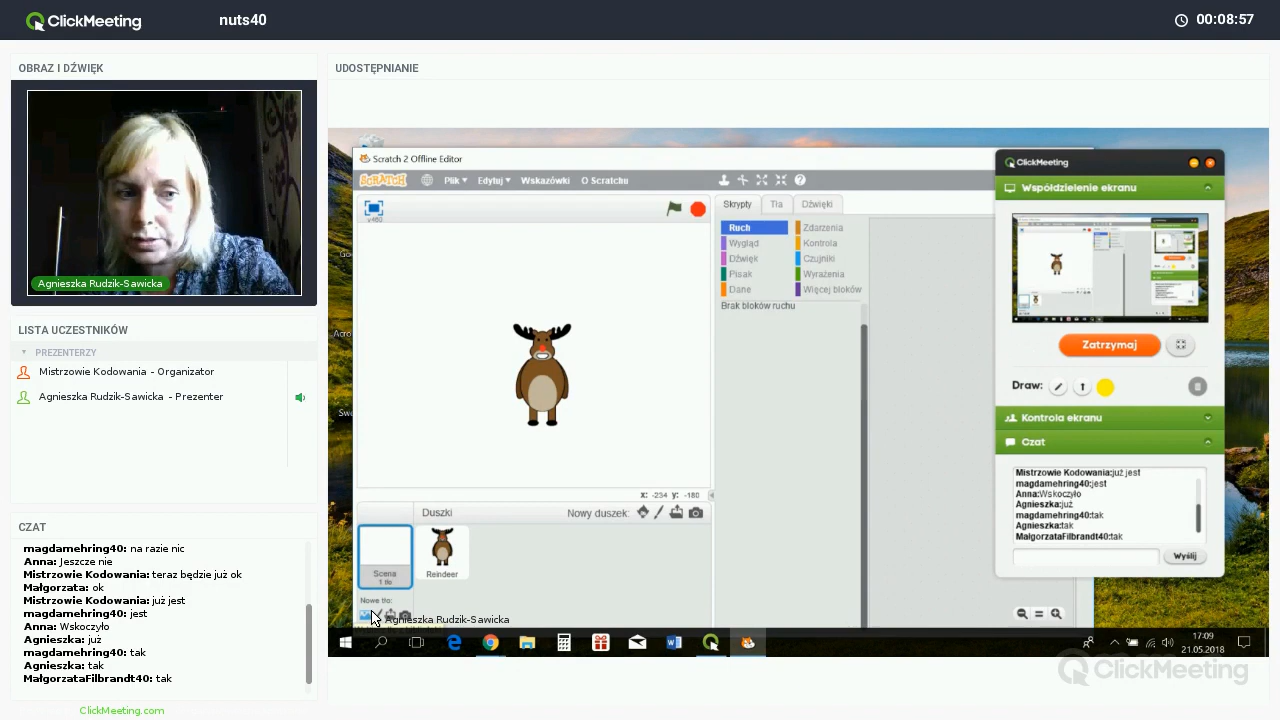 ClickMeeting
nuts40
00:08:57
OBRAZ I DŹWIĘK
UDOSTĘPNIANIE
Agnieszka Rudzik-Sawicka
LISTA UCZESTNIKÓW
PREZENTERZY
Mistrzowie Kodowania - Organizator
Agnieszka Rudzik-Sawicka - Prezenter
CZAT
magdamehring40: na razie nic
Anna: Jeszcze nie
Mistrzowie Kodowania: teraz będzie już ok
Małgorzata: ok
Mistrzowie Kodowania: już jest
magdamehring40: jest
Anna: Wskoczyło
Agnieszka: już
magdamehring40: tak
Agnieszka: tak
MałgorzataFilbrandt40: tak
ClickMeeting.com
Scratch 2 Offline Editor
SCRATCH
Plik
Edytuj
Wskazówki
O Scratchu
v460
Skrypty
Tła
Dźwięki
Ruch
Zdarzenia
Wygląd
Kontrola
Dźwięk
Czujniki
Pisak
Wyrażenia
Dane
Więcej bloków
Brak bloków ruchu
x: -234 y: -180
Duszki
Nowy duszek:
Scena
1 tło
Reindeer
Nowe tło:
Agnieszka Rudzik-Sawicka
ClickMeeting
Współdzielenie ekranu
Zatrzymaj
Draw:
Kontrola ekranu
Czat
Mistrzowie Kodowania:już jest
magdamehring40:jest
Anna:Wskoczyło
Agnieszka:już
magdamehring40:tak
Agnieszka:tak
MałgorzataFilbrandt40:tak
Wyślij
17:09
21.05.2018
ClickMeeting